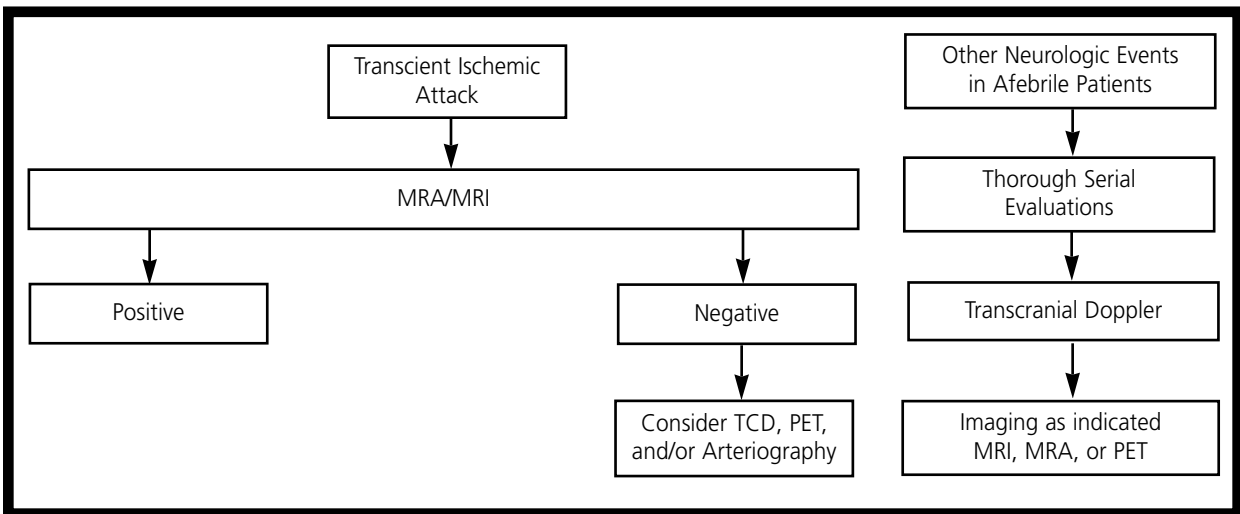 Transcient Ischemic
Attack
MRA/MRI
Positive
Negative
Consider TCD, PET,
and/or Arteriography
Other Neurologic Events
in Afebrile Patients
Thorough Serial
Evaluations
Transcranial Doppler
Imaging as indicated
MRI, MRA, or PET